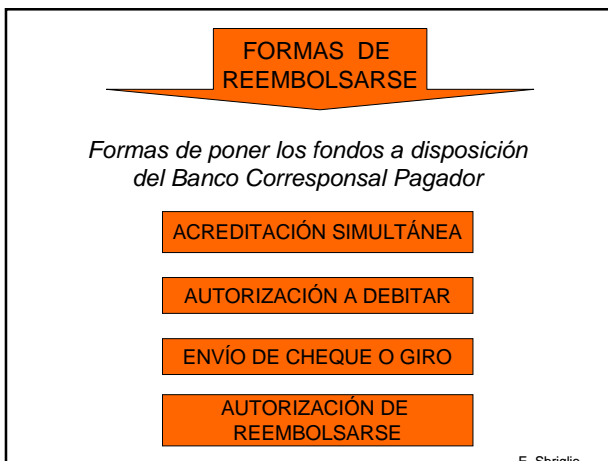 FORMAS DE
REEMBOLSARSE
Formas de poner los fondos a disposición
del Banco Corresponsal Pagador
ACREDITACIÓN SIMULTÁNEA
AUTORIZACIÓN A DEBITAR
ENVÍO DE CHEQUE O GIRO
AUTORIZACIÓN DE
REEMBOLSARSE